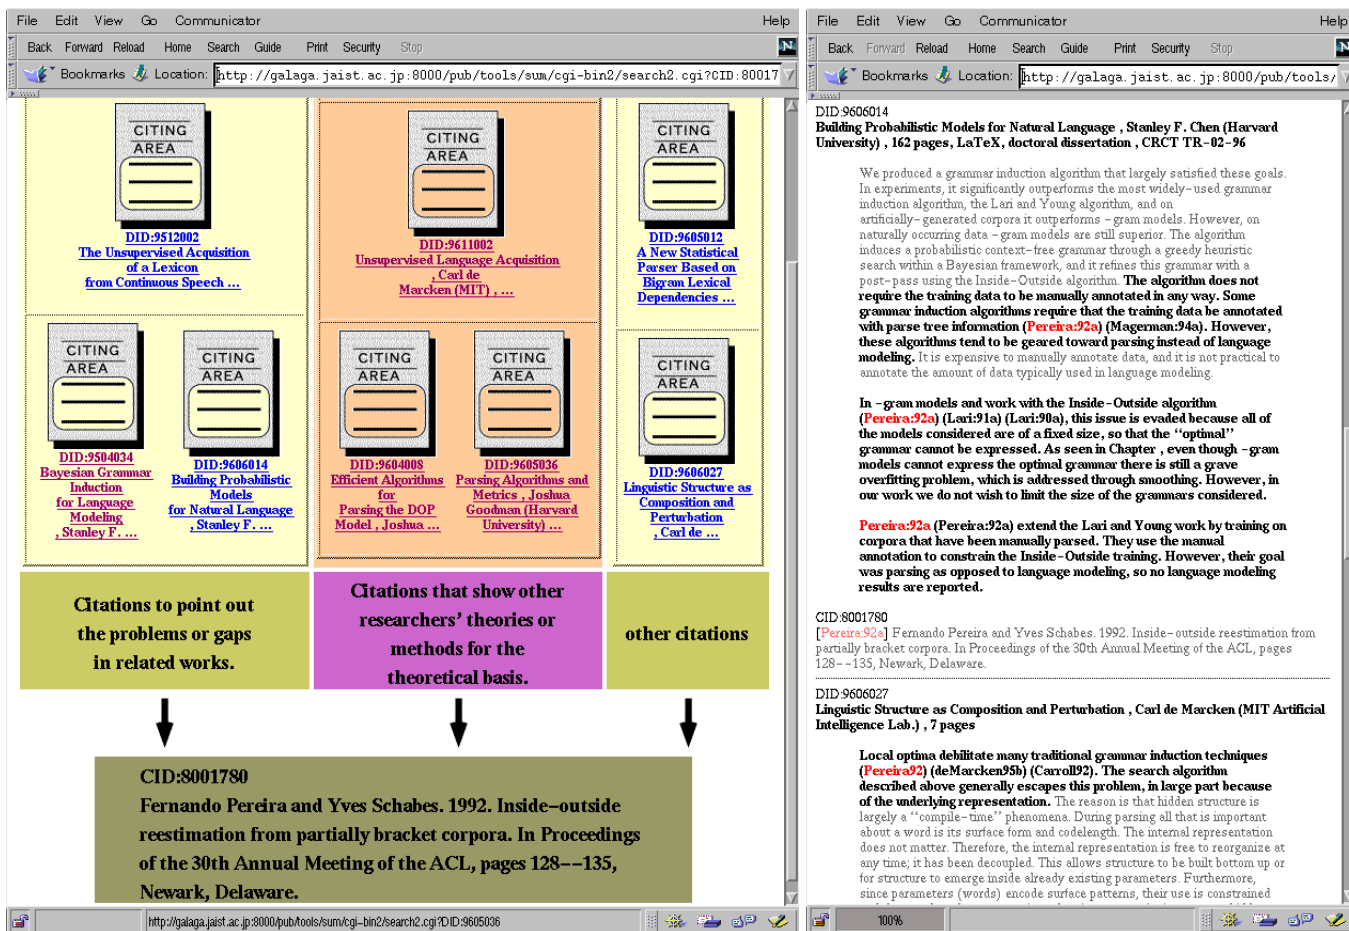 File Edit View Go Communicator Help
Back Forward Reload Home Search Guide Print Security Stop
Bookmarks Location: http://galaga.jaist.ac.jp:8000/pub/tools/sum/cgi-bin2/search2.cgi?CID:80017
CITING
AREA
DID:9512002
The Unsupervised Acquisition
of a Lexicon
from Continuous Speech ...
CITING
AREA
DID:9611002
Unsupervised Language Acquisition
, Carl de
Marcken (MIT) , ...
CITING
AREA
DID:9605012
A New Statistical
Parser Based on
Bigram Lexical
Dependencies ...
CITING
AREA
DID:9504034
Bayesian Grammar
Induction
for Language
Modeling
, Stanley F. ...
CITING
AREA
DID:9606014
Building Probabilistic
Models
for Natural Language
, Stanley F. ...
CITING
AREA
DID:9604008
Efficient Algorithms
for
Parsing the DOP
Model , Joshua ...
CITING
AREA
DID:9605036
Parsing Algorithms and
Metrics , Joshua
Goodman (Harvard
University) ...
CITING
AREA
DID:9606027
Linguistic Structure as
Composition and
Perturbation
, Carl de ...
Citations to point out
the problems or gaps
in related works.
Citations that show other
researchers' theories or
methods for the
theoretical basis.
other citations
CID:8001780
Fernando Pereira and Yves Schabes. 1992. Inside-outside
reestimation from partially bracket corpora. In Proceedings
of the 30th Annual Meeting of the ACL, pages 128--135,
Newark, Delaware.
http://galaga.jaist.ac.jp:8000/pub/tools/sum/cgi-bin2/search2.cgi?DID:9605036
File Edit View Go Communicator Help
Back Forward Reload Home Search Guide Print Security Stop
Bookmarks Location: http://galaga.jaist.ac.jp:8000/pub/tools/
DID:9606014
Building Probabilistic Models for Natural Language , Stanley F. Chen (Harvard
University) , 162 pages, LaTeX, doctoral dissertation , CRCT TR-02-96
We produced a grammar induction algorithm that largely satisfied these goals.
In experiments, it significantly outperforms the most widely-used grammar
induction algorithm, the Lari and Young algorithm, and on
artificially-generated corpora it outperforms -gram models. However, on
naturally occurring data -gram models are still superior. The algorithm
induces a probabilistic context-free grammar through a greedy heuristic
search within a Bayesian framework, and it refines this grammar with a
post-pass using the Inside-Outside algorithm. The algorithm does not
require the training data to be manually annotated in any way. Some
grammar induction algorithms require that the training data be annotated
with parse tree information (Pereira:92a) (Magerman:94a). However,
these algorithms tend to be geared toward parsing instead of language
modeling. It is expensive to manually annotate data, and it is not practical to
annotate the amount of data typically used in language modeling.
In -gram models and work with the Inside-Outside algorithm
(Pereira:92a) (Lari:91a) (Lari:90a), this issue is evaded because all of
the models considered are of a fixed size, so that the ``optimal''
grammar cannot be expressed. As seen in Chapter , even though -gram
models cannot express the optimal grammar there is still a grave
overfitting problem, which is addressed through smoothing. However, in
our work we do not wish to limit the size of the grammars considered.
Pereira:92a (Pereira:92a) extend the Lari and Young work by training on
corpora that have been manually parsed. They use the manual
annotation to constrain the Inside-Outside training. However, their goal
was parsing as opposed to language modeling, so no language modeling
results are reported.
CID:8001780
[Pereira:92a] Fernando Pereira and Yves Schabes. 1992. Inside-outside reestimation from
partially bracket corpora. In Proceedings of the 30th Annual Meeting of the ACL, pages
128--135, Newark, Delaware.
DID:9606027
Linguistic Structure as Composition and Perturbation , Carl de Marcken (MIT Artificial
Intelligence Lab.) , 7 pages
Local optima debilitate many traditional grammar induction techniques
(Pereira92) (deMarcken95b) (Carroll92). The search algorithm
described above generally escapes this problem, in large part because
of the underlying representation. The reason is that hidden structure is
largely a ``compile-time'' phenomena. During parsing all that is important
about a word is its surface form and codelength. The internal representation
does not matter. Therefore, the internal representation is free to reorganize at
any time; it has been decoupled. This allows structure to be built bottom up or
for structure to emerge inside already existing parameters. Furthermore,
since parameters (words) encode surface patterns, their use is constrained
100%